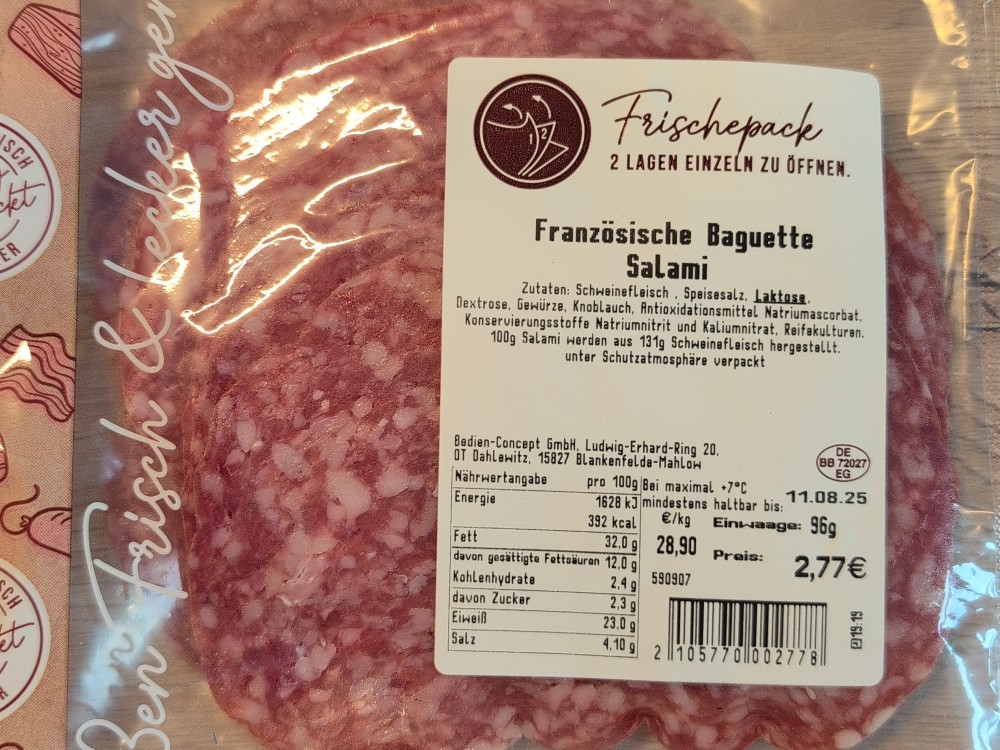 Frischepack
2 LAGEN EINZELN ZU ÖFFNEN.
1 2
Französische Baguette
Salami
Zutaten: Schweinefleisch , Speisesalz, Laktose,
Dextrose, Gewürze, Knoblauch, Antioxidationsmittel Natriumascorbat,
Konservierungsstoffe Natriumnitrit und Kaliumnitrat, Reifekulturen.
100g Salami werden aus 131g Schweinefleisch hergestellt.
unter Schutzatmosphäre verpackt
Bedien-Concept GmbH, Ludwig-Erhard-Ring 20,
OT Dahlewitz, 15827 Blankenfelde-Mahlow
DE
BB 72027
EG
Nährwertangabe pro 100g
Energie 1628 kJ
392 kcal
Fett 32,0 g
davon gesättigte Fettsäuren 12,0 g
Kohlenhydrate 2,4 g
davon Zucker 2,3 g
Eiweiß 23,0 g
Salz 4,10 g
Bei maximal +7°C
mindestens haltbar bis: 11.08.25
€/kg Einwaage: 96g
28,90 Preis: 2,77€
590907
2 105770 002778
19:19
Frisch & lecker